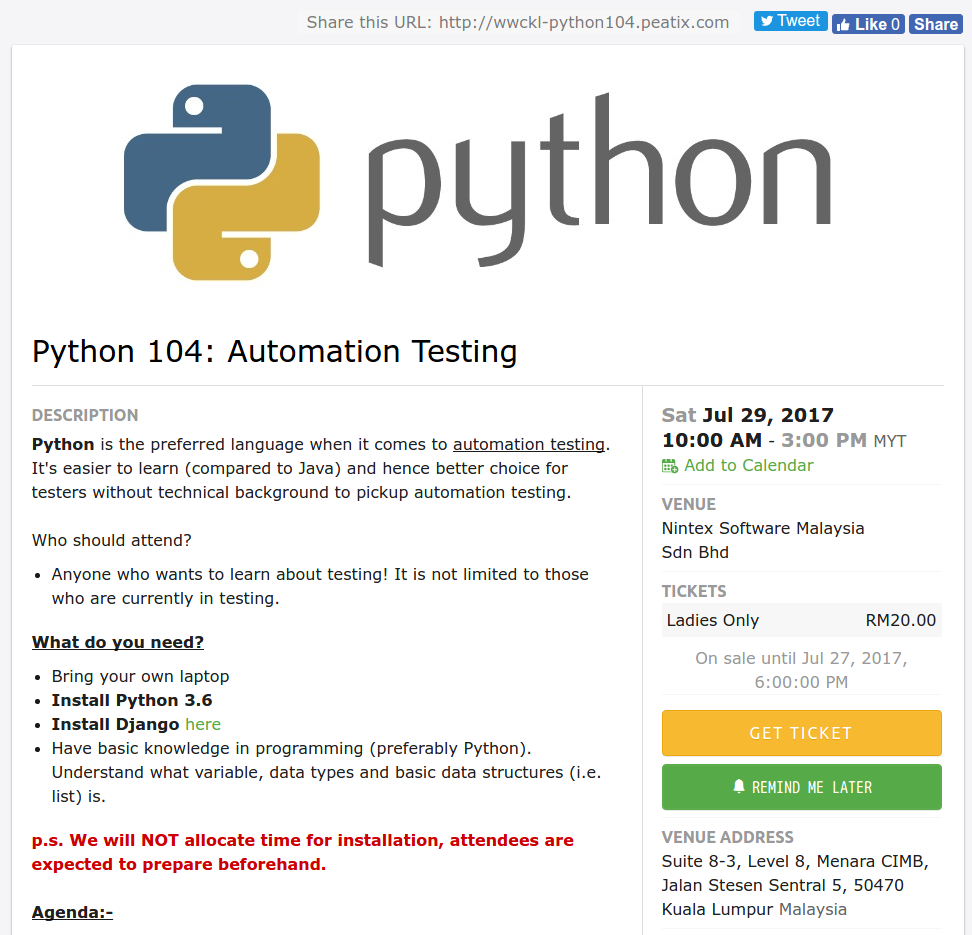 Share this URL: http://wwckl-python104.peatix.com
Tweet
Like 0
Share
python
Python 104: Automation Testing
DESCRIPTION
Python is the preferred language when it comes to automation testing.
It's easier to learn (compared to Java) and hence better choice for
testers without technical background to pickup automation testing.
Who should attend?
• Anyone who wants to learn about testing! It is not limited to those
who are currently in testing.
What do you need?
• Bring your own laptop
• Install Python 3.6
• Install Django here
• Have basic knowledge in programming (preferably Python).
Understand what variable, data types and basic data structures (i.e.
list) is.
p.s. We will NOT allocate time for installation, attendees are
expected to prepare beforehand.
Agenda:-
Sat Jul 29, 2017
10:00 AM - 3:00 PM MYT
Add to Calendar
VENUE
Nintex Software Malaysia
Sdn Bhd
TICKETS
Ladies Only RM20.00
On sale until Jul 27, 2017,
6:00:00 PM
GET TICKET
REMIND ME LATER
VENUE ADDRESS
Suite 8-3, Level 8, Menara CIMB,
Jalan Stesen Sentral 5, 50470
Kuala Lumpur Malaysia